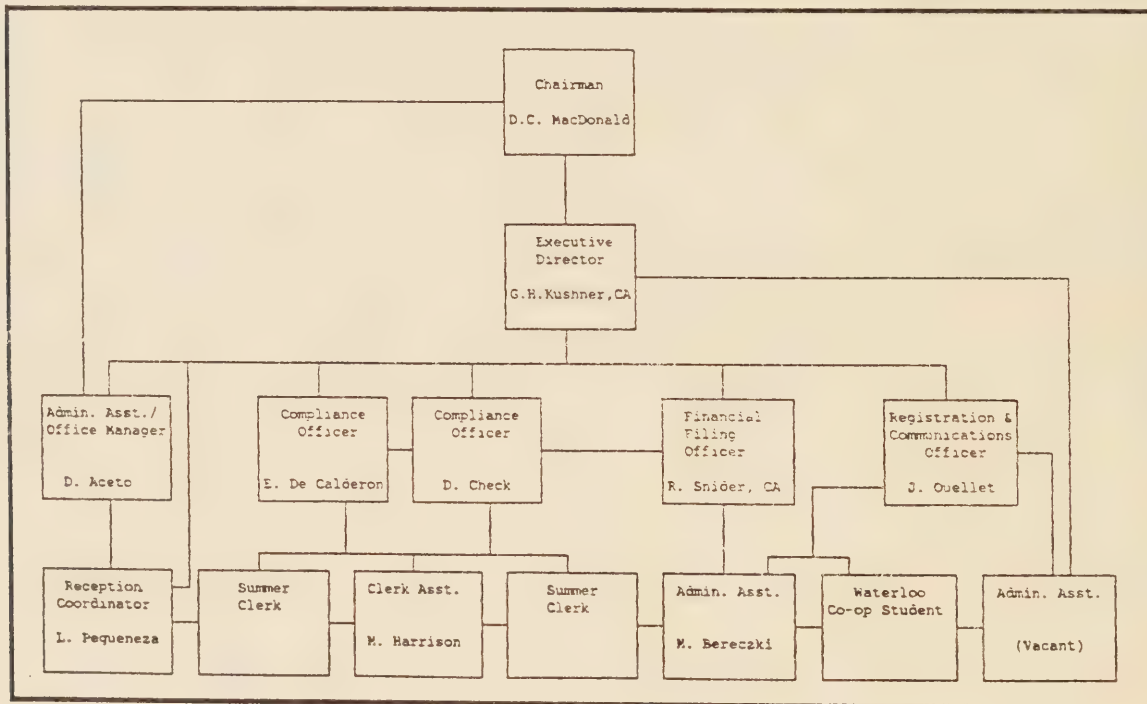 Chairman
D.C. MacDonald
Executive
Director
G.H.Kushner,CA
Admin. Asst./
Office Manager
D. Aceto
Compliance
Officer
E. De Calderon
Compliance
Officer
D. Check
Financial
Filing
Officer
R. Snider, CA
Registration &
Communications
Officer
J. Ouellet
Reception
Coordinator
L. Pequeneza
Summer
Clerk
Clerk Asst.
M. Harrison
Summer
Clerk
Admin. Asst.
M. Bereczki
Waterloo
Co-op Student
Admin. Asst.
(Vacant)